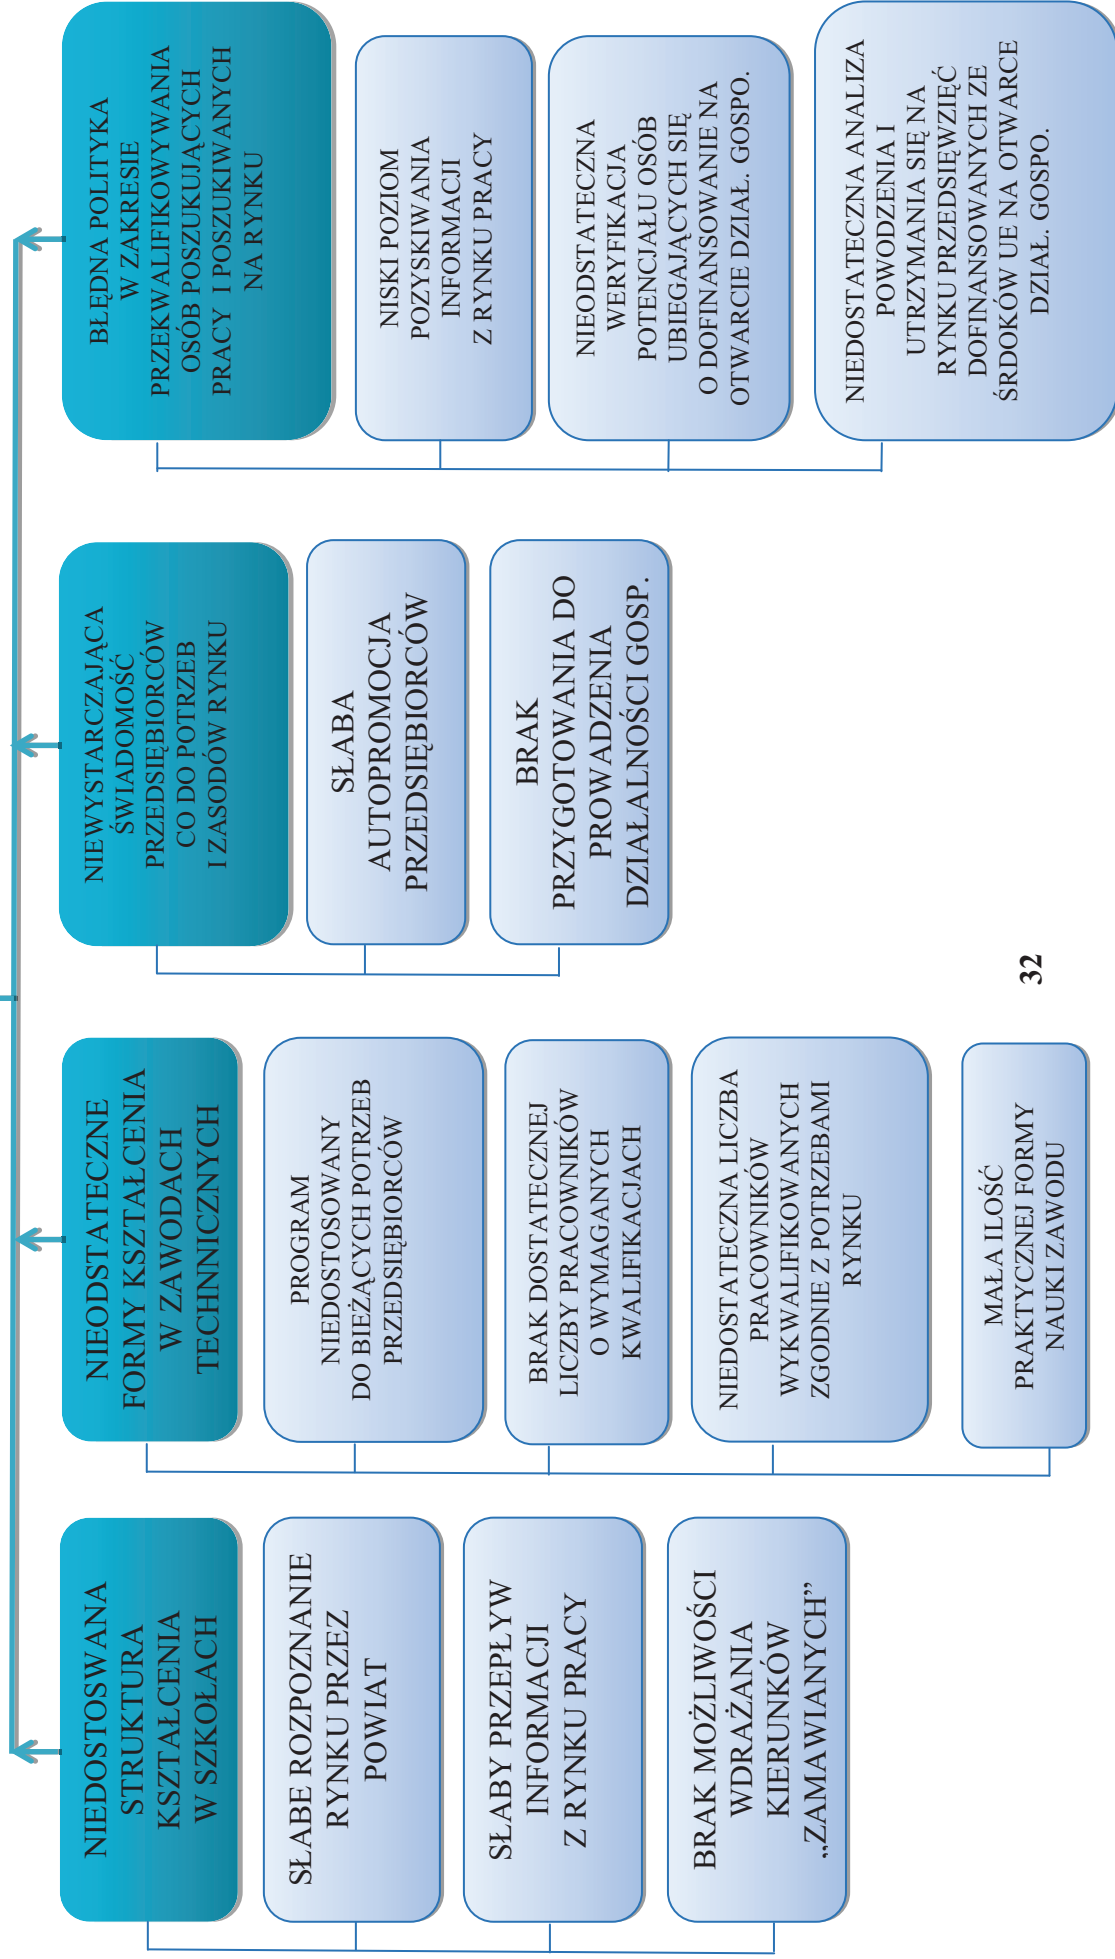 NIEDOSTOSWANA
STRUKTURA
KSZTAŁCENIA
W SZKOŁACH
SŁABE ROZPOZNANIE
RYNKU PRZEZ
POWIAT
SŁABY PRZEPŁYW
INFORMACJI
Z RYNKU PRACY
BRAK MOŻLIWOŚCI
WDRAŻANIA
KIERUNKÓW
„ZAMAWIANYCH”
NIEODSTATECZNE
FORMY KSZTAŁCENIA
W ZAWODACH
TECHNNICZNYCH
PROGRAM
NIEDOSTOSOWANY
DO BIEŻĄCYCH POTRZEB
PRZEDSIĘBIORCÓW
BRAK DOSTATECZNEJ
LICZBY PRACOWNIKÓW
O WYMAGANYCH
KWALIFIKACJACH
NIEDOSTATECZNA LICZBA
PRACOWNIKÓW
WYKWALIFIKOWANYCH
ZGODNIE Z POTRZEBAMI
RYNKU
MAŁA ILOŚĆ
PRAKTYCZNEJ FORMY
NAUKI ZAWODU
NIEWYSTARCZAJĄCA
ŚWIADOMOŚĆ
PRZEDSIĘBIORCÓW
CO DO POTRZEB
I ZASODÓW RYNKU
SŁABA
AUTOPROMOCJA
PRZEDSIĘBIORCÓW
BRAK
PRZYGOTOWANIA DO
PROWADZENIA
DZIAŁALNOŚCI GOSP.
BŁĘDNA POLITYKA
W ZAKRESIE
PRZEKWALIFIKOWYWANIA
OSÓB POSZUKUJĄCYCH
PRACY I POSZUKIWANYCH
NA RYNKU
NISKI POZIOM
POZYSKIWANIA
INFORMACJI
Z RYNKU PRACY
NIEODSTATECZNA
WERYFIKACJA
POTENCJAŁU OSÓB
UBIEGAJĄCYCH SIĘ
O DOFINANSOWANIE NA
OTWARCIE DZIAŁ. GOSPO.
NIEDOSTATECZNA ANALIZA
POWODZENIA I
UTRZYMANIA SIĘ NA
RYNKU PRZEDSIĘWZIĘĆ
DOFINANSOWANYCH ZE
ŚRDOKÓW UE NA OTWARCE
DZIAŁ. GOSPO.
32